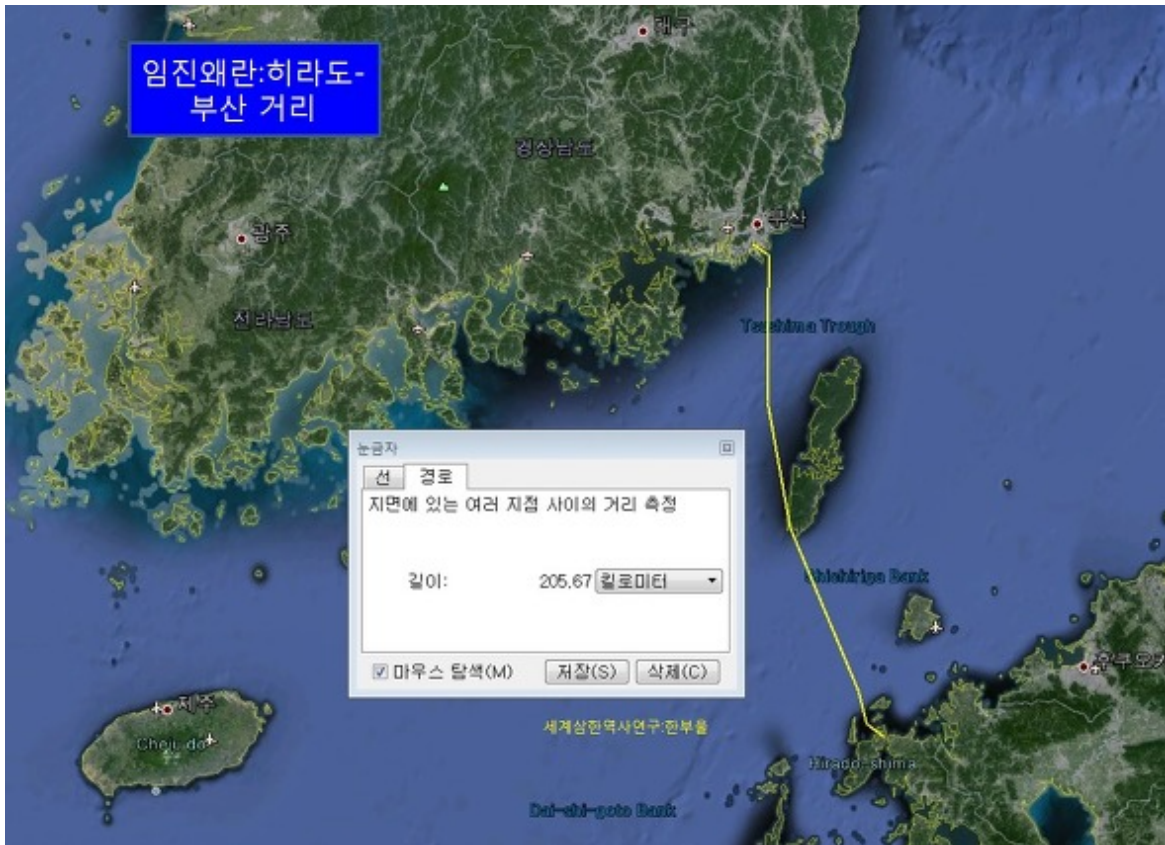 대구
임진왜란:히라도-
부산 거리
경상남도
부산
광주
전라남도
Tsushima Trough
눈금자
선
경로
지면에 있는 여러 지점 사이의 거리 측정
길이:
205.67 킬로미터
Shichiriga Bank
후쿠오카
마우스 탐색(M)
저장(S)
삭제(C)
제주
세계삼한역사연구:한부울
Cheju do
Hirado-shima
Dai-shi-goto Bank